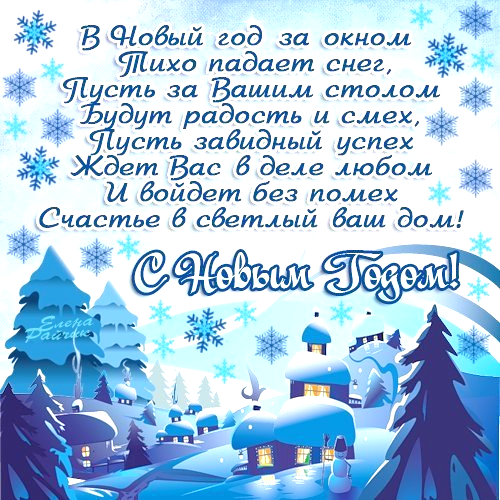 В Новый год за окном
Тихо падает снег,
Пусть за Вашим столом
Будут радость и смех,
Пусть завидный успех
Ждет Вас в деле любом
И войдет без помех
Счастье в светлый ваш дом!
С Новым Годом!
Елена
Райчик